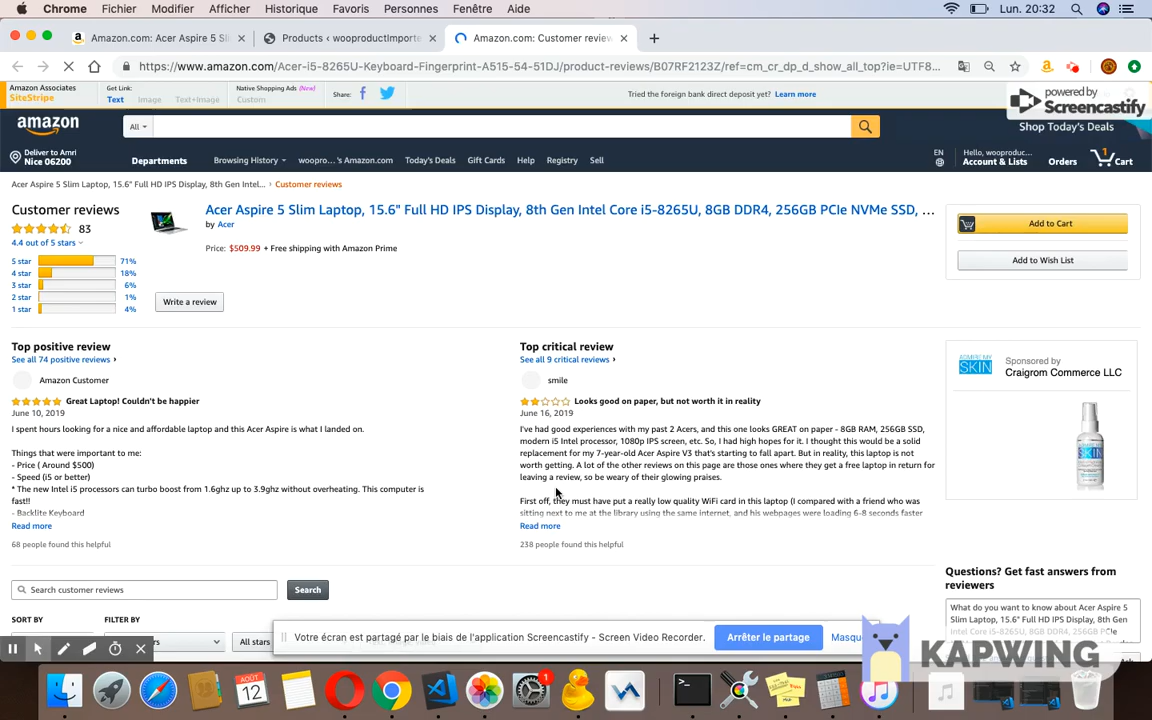 Chrome Fichier Modifier Afficher Historique Favoris Personnes Fenêtre Aide Lun. 20:32
Amazon.com: Acer Aspire 5 Sli
Products ‹ wooproductimporte
Amazon.com: Customer review
https://www.amazon.com/Acer-i5-8265U-Keyboard-Fingerprint-A515-54-51DJ/product-reviews/B07RF2123Z/ref=cm_cr_dp_d_show_all_top?ie=UTF8...
Amazon Associates
SiteStripe
Get Link:
Text Image Text+Image
Native Shopping Ads (New)
Custom
Share:
Tried the foreign bank direct deposit yet? Learn more
powered by
Screencastify
amazon
All
Shop Today's Deals
Deliver to Amri
Nice 06200
Departments Browsing History woopro... 's Amazon.com Today's Deals Gift Cards Help Registry Sell
EN
Hello, wooproduc...
Account & Lists
Orders
Cart
Acer Aspire 5 Slim Laptop, 15.6" Full HD IPS Display, 8th Gen Intel... › Customer reviews
Customer reviews
83
4.4 out of 5 stars
5 star 71%
4 star 18%
3 star 6%
2 star 1%
1 star 4%
Acer Aspire 5 Slim Laptop, 15.6" Full HD IPS Display, 8th Gen Intel Core i5-8265U, 8GB DDR4, 256GB PCIe NVMe SSD, ...
by Acer
Price: $509.99 + Free shipping with Amazon Prime
Write a review
Add to Cart
Add to Wish List
Top positive review
See all 74 positive reviews ›
Amazon Customer
Great Laptop! Couldn't be happier
June 10, 2019
I spent hours looking for a nice and affordable laptop and this Acer Aspire is what I landed on.
Things that were important to me:
- Price ( Around $500)
- Speed (i5 or better)
* The new Intel i5 processors can turbo boost from 1.6ghz up to 3.9ghz without overheating. This computer is
fast!!
- Backlite Keyboard
Read more
68 people found this helpful
Top critical review
See all 9 critical reviews ›
smile
Looks good on paper, but not worth it in reality
June 16, 2019
I've had good experiences with my past 2 Acers, and this one looks GREAT on paper - 8GB RAM, 256GB SSD,
modern i5 Intel processor, 1080p IPS screen, etc. So, I had high hopes for it. I thought this would be a solid
replacement for my 7-year-old Acer Aspire V3 that's starting to fall apart. But in reality, this laptop is not
worth getting. A lot of the other reviews on this page are those ones where they get a free laptop in return for
leaving a review, so be weary of their glowing praises.
First off, they must have put a really low quality WiFi card in this laptop (I compared with a friend who was
sitting next to me at the library using the same internet, and his webpages were loading 6-8 seconds faster
Read more
238 people found this helpful
SKIN
Sponsored by
Craigrom Commerce LLC
SKIN
Search customer reviews
Search
SORT BY
FILTER BY
All stars
Questions? Get fast answers from
reviewers
What do you want to know about Acer Aspire 5
Slim Laptop, 15.6" Full HD IPS Display, 8th Gen
Intel Core i5-8265U, 8GB DDR4, 256GB PCIe
Votre écran est partagé par le biais de l'application Screencastify - Screen Video Recorder.
Arrêter le partage
Masqu
KAPWING
AOÛT
12
1